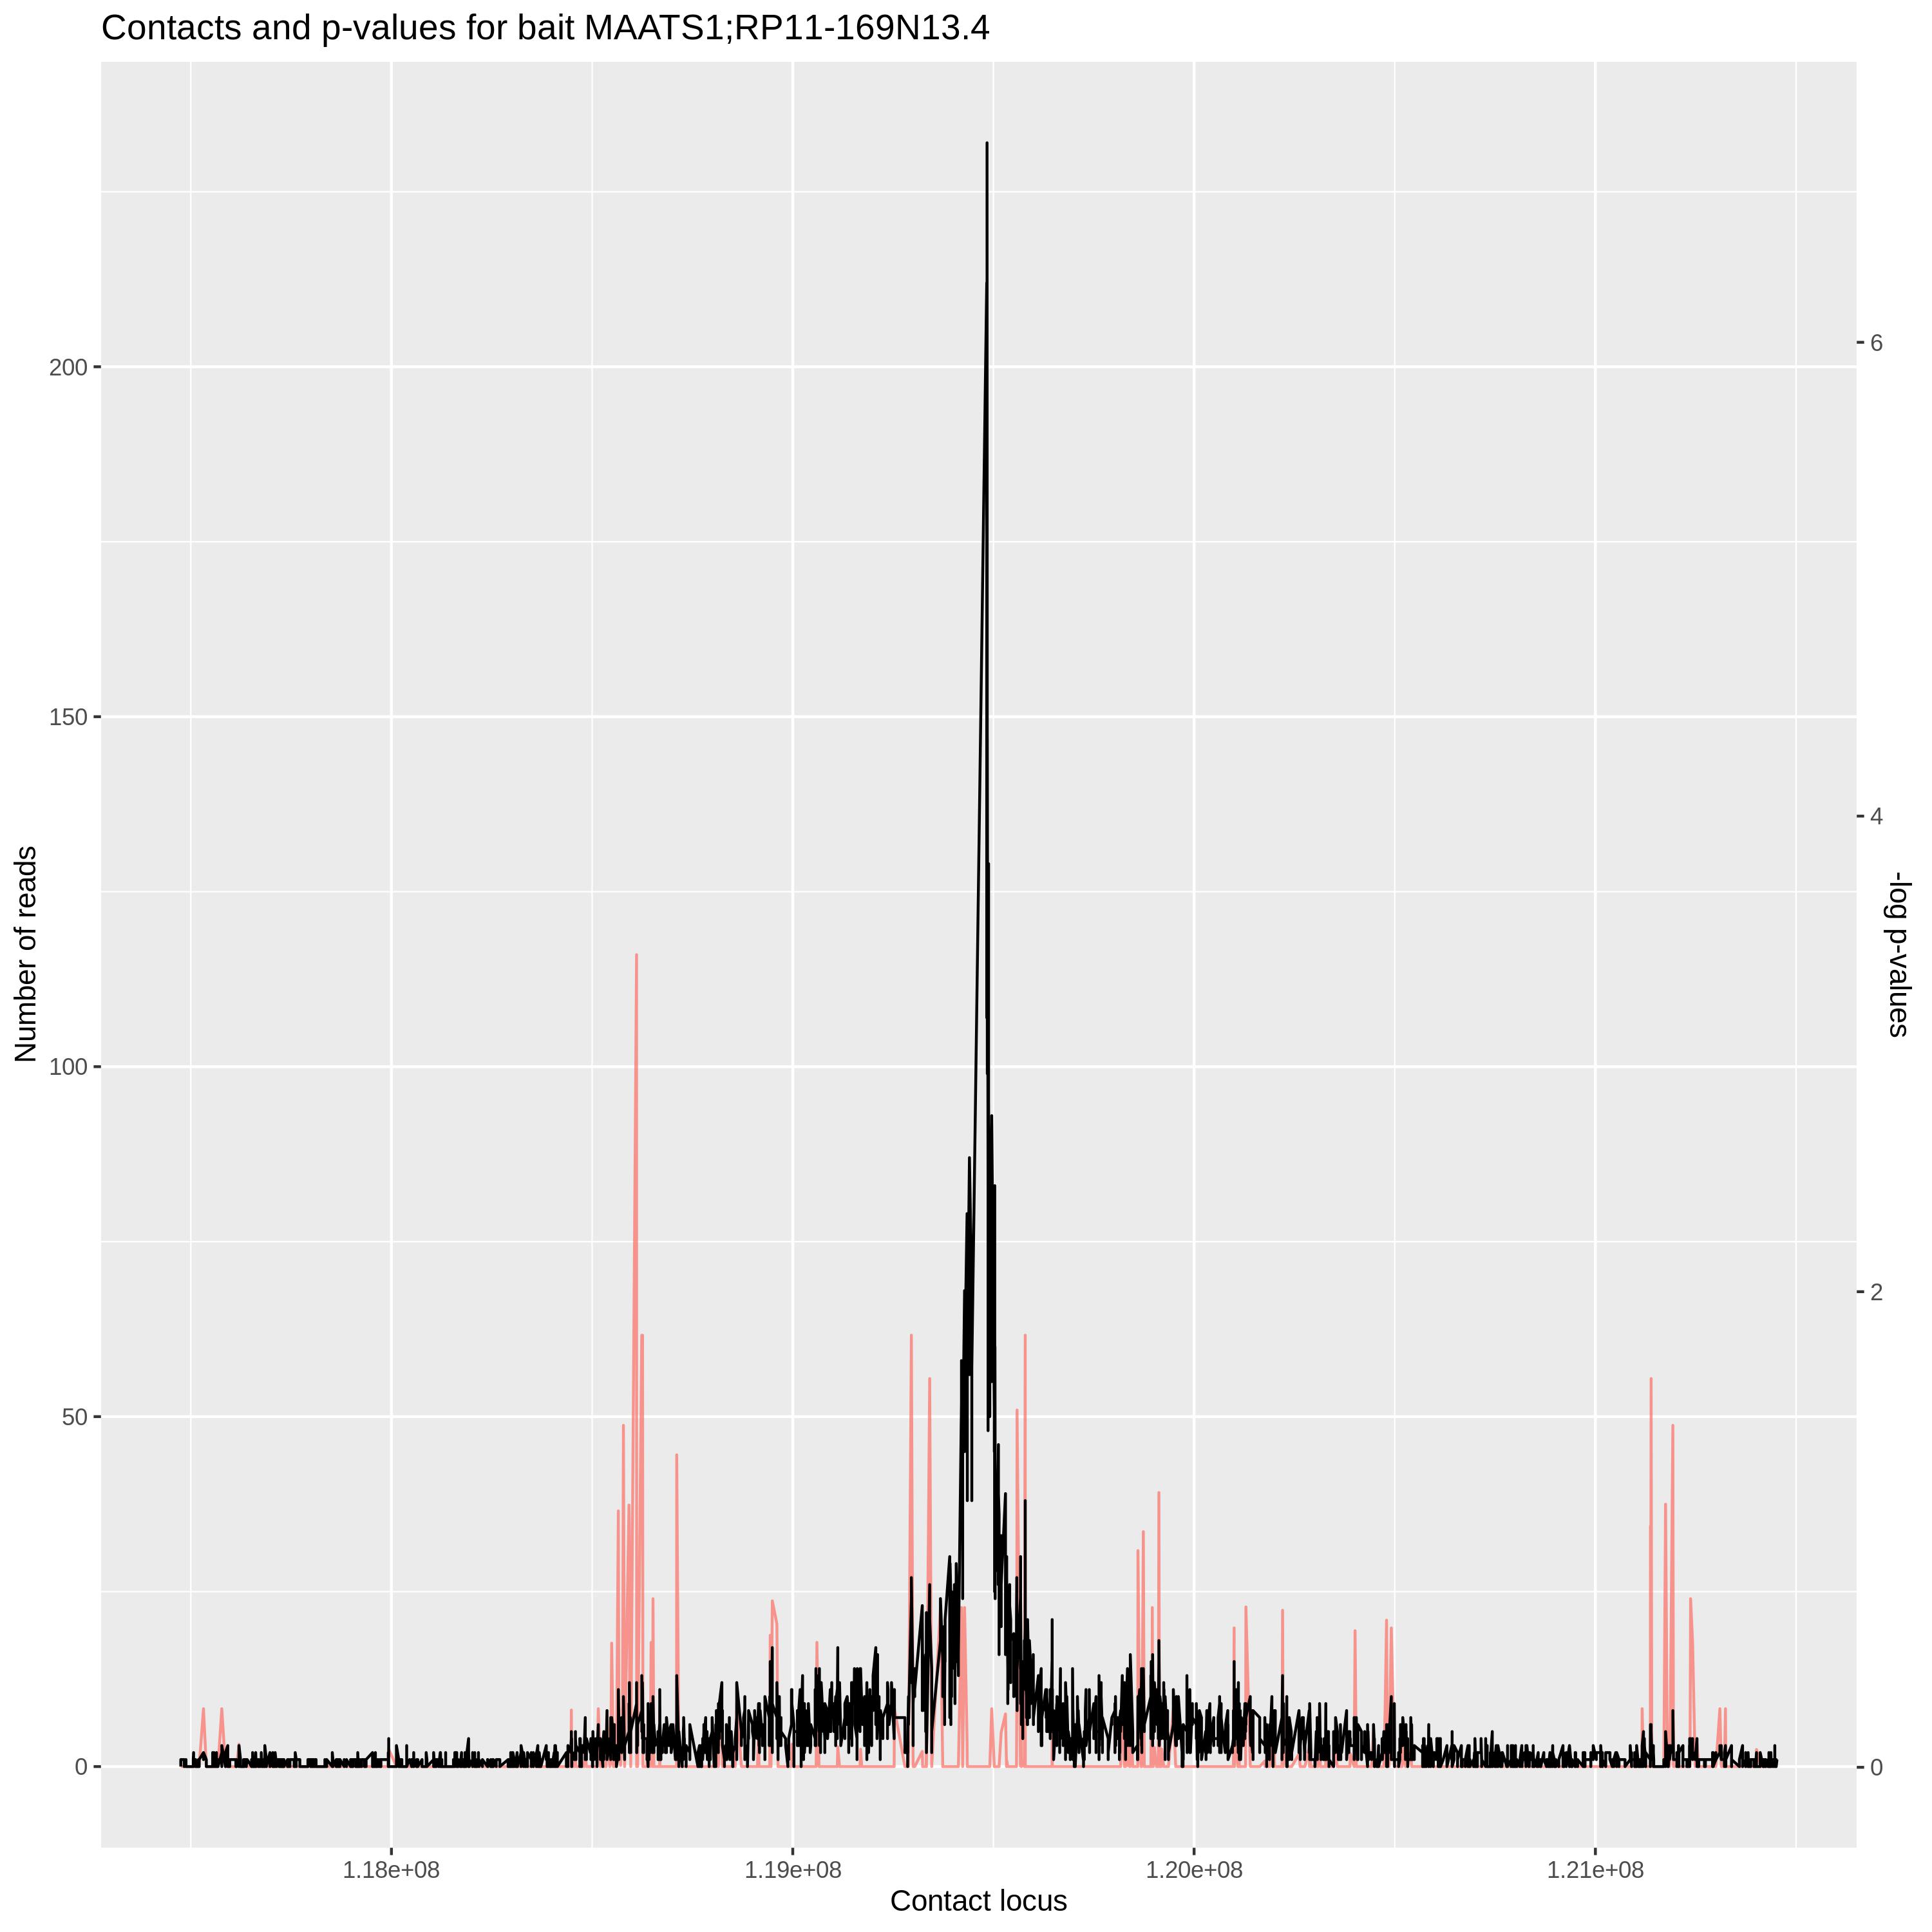 Contacts and p-values for bait MAATS1;RP11-169N13.4
Number of reads
200
150
100
50
0
6
4
2
0
-log p-values
1.18e+08
1.19e+08
1.20e+08
1.21e+08
Contact locus